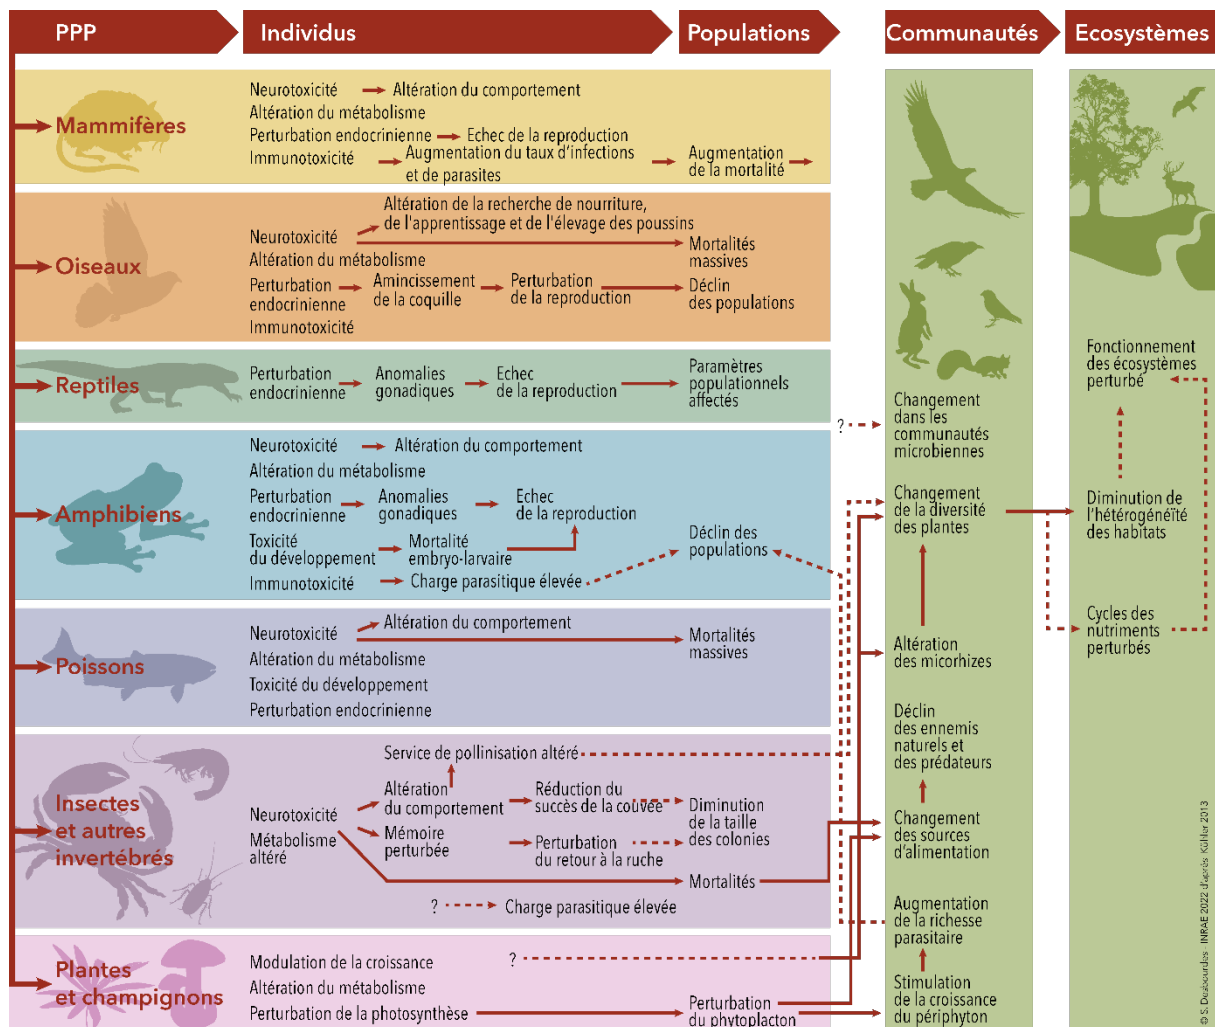 PPP
Individus
Populations
Communautés
Ecosystèmes
Mammifères
Neurotoxicité
Altération du comportement
Altération du métabolisme
Perturbation endocrinienne
Echec de la reproduction
Immunotoxicité
Augmentation du taux d'infections
et de parasites
Augmentation
de la mortalité
Oiseaux
Altération de la recherche de nourriture,
de l'apprentissage et de l'élevage des poussins
Neurotoxicité
Mortalités
massives
Altération du métabolisme
Perturbation
endocrinienne
Amincissement
de la coquille
Perturbation
de la reproduction
Déclin
des populations
Immunotoxicité
Reptiles
Perturbation
endocrinienne
Anomalies
gonadiques
Echec
de la reproduction
Paramètres
populationnels
affectés
Amphibiens
Neurotoxicité
Altération du comportement
Altération du métabolisme
Perturbation
endocrinienne
Anomalies
gonadiques
Echec
de la reproduction
Toxicité
du développement
Mortalité
embryo-larvaire
Immunotoxicité
Charge parasitique élevée
Déclin des
populations
Poissons
Neurotoxicité
Altération du comportement
Mortalités
massives
Altération du métabolisme
Toxicité du développement
Perturbation endocrinienne
Insectes
et autres
invertébrés
Service de pollinisation altéré
Neurotoxicité
Métabolisme
altéré
Altération
du comportement
Réduction du
succès de la couvée
Mémoire
perturbée
Perturbation
du retour à la ruche
Diminution
de la taille
des colonies
Mortalités
?
Charge parasitique élevée
Plantes
et champignons
Modulation de la croissance
?
Altération du métabolisme
Perturbation de la photosynthèse
Perturbation
du phytoplacton
?
Changement
dans les
communautés
microbiennes
Changement
de la diversité
des plantes
Altération
des micorhizes
Déclin
des ennemis
naturels et
des prédateurs
Changement
des sources
d'alimentation
Augmentation
de la richesse
parasitaire
Stimulation
de la croissance
du périphyton
Fonctionnement
des écosystèmes
perturbé
Diminution de
l'hétérogénéïté
des habitats
Cycles des
nutriments
perturbés
© S. Desbourdes - INRAE 2022 d'après Köhler 2013